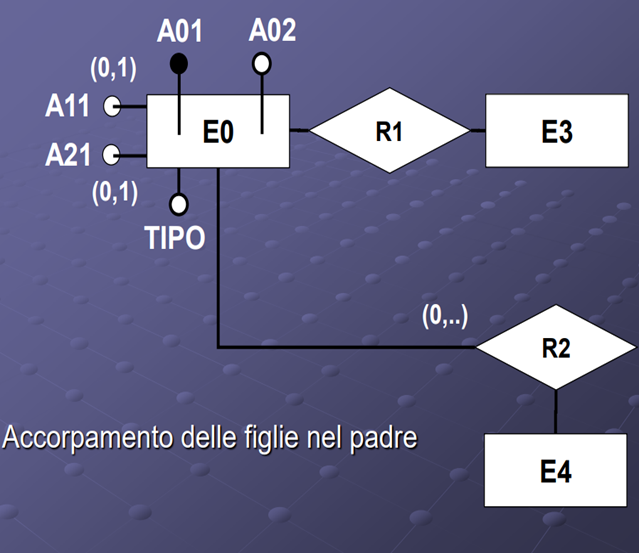 A01
A02
(0,1)
A11
E0
R1
E3
A21
(0,1)
TIPO
(0,..)
R2
Accorpamento delle figlie nel padre
E4